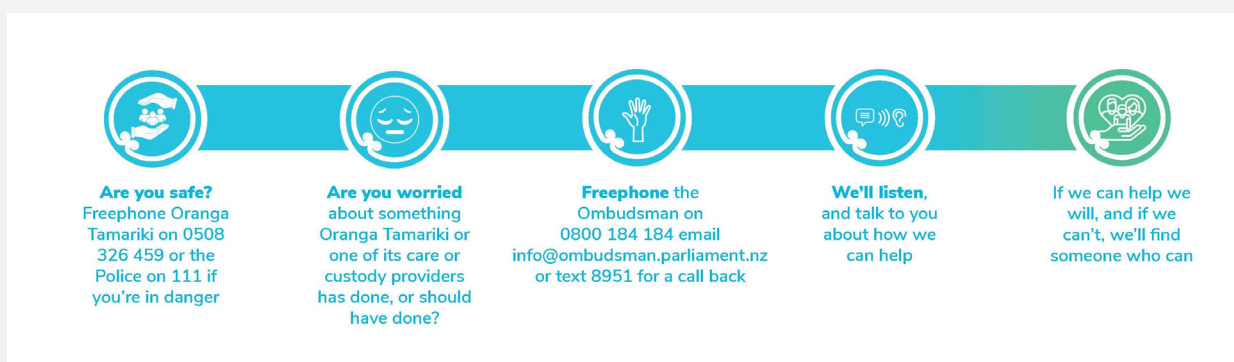 Are you safe?
Freephone Oranga
Tamariki on 0508
326 459 or the
Police on 111 if
you're in danger
Are you worried
about something
Oranga Tamariki or
one of its care or
custody providers
has done, or should
have done?
Freephone the
Ombudsman on
0800 184 184 email
info@ombudsman.parliament.nz
or text 8951 for a call back
We'll listen,
and talk to you
about how we
can help
If we can help we
will, and if we
can't, we'll find
someone who can